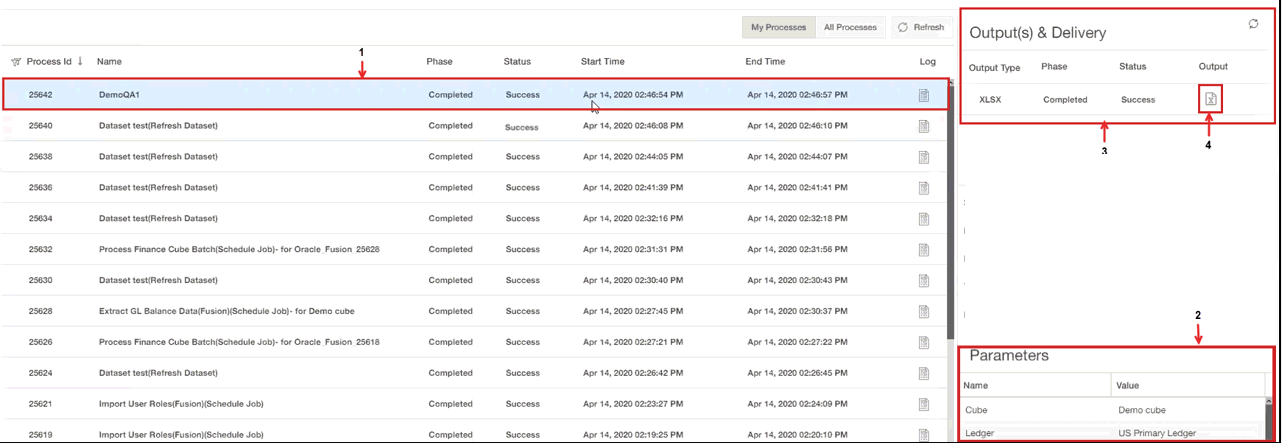 My Processes All Processes Refresh
1
Process Id ↓ Name Phase Status Start Time End Time Log
25642 DemoQA1 Completed Success Apr 14, 2020 02:46:54 PM Apr 14, 2020 02:46:57 PM
25640 Dataset test(Refresh Dataset) Completed Success Apr 14, 2020 02:46:08 PM Apr 14, 2020 02:46:10 PM
25638 Dataset test(Refresh Dataset) Completed Success Apr 14, 2020 02:44:05 PM Apr 14, 2020 02:44:07 PM
25636 Dataset test(Refresh Dataset) Completed Success Apr 14, 2020 02:41:39 PM Apr 14, 2020 02:41:41 PM
25634 Dataset test(Refresh Dataset) Completed Success Apr 14, 2020 02:32:16 PM Apr 14, 2020 02:32:18 PM
25632 Process Finance Cube Batch(Schedule Job)- for Oracle_Fusion_25628 Completed Success Apr 14, 2020 02:31:31 PM Apr 14, 2020 02:31:56 PM
25630 Dataset test(Refresh Dataset) Completed Success Apr 14, 2020 02:30:40 PM Apr 14, 2020 02:30:43 PM
25628 Extract GL Balance Data(Fusion)(Schedule Job)- for Demo cube Completed Success Apr 14, 2020 02:27:45 PM Apr 14, 2020 02:30:37 PM
25626 Process Finance Cube Batch(Schedule Job)- for Oracle_Fusion_25618 Completed Success Apr 14, 2020 02:27:21 PM Apr 14, 2020 02:27:22 PM
25624 Dataset test(Refresh Dataset) Completed Success Apr 14, 2020 02:26:42 PM Apr 14, 2020 02:26:45 PM
25621 Import User Roles(Fusion)(Schedule Job) Completed Success Apr 14, 2020 02:23:27 PM Apr 14, 2020 02:24:09 PM
25619 Import User Roles(Fusion)(Schedule Job) Completed Success Apr 14, 2020 02:19:25 PM Apr 14, 2020 02:20:10 PM
Output(s) & Delivery
Output Type Phase Status Output
XLSX Completed Success
3 4
2
Parameters
Name Value
Cube Demo cube
Ledger US Primary Ledger